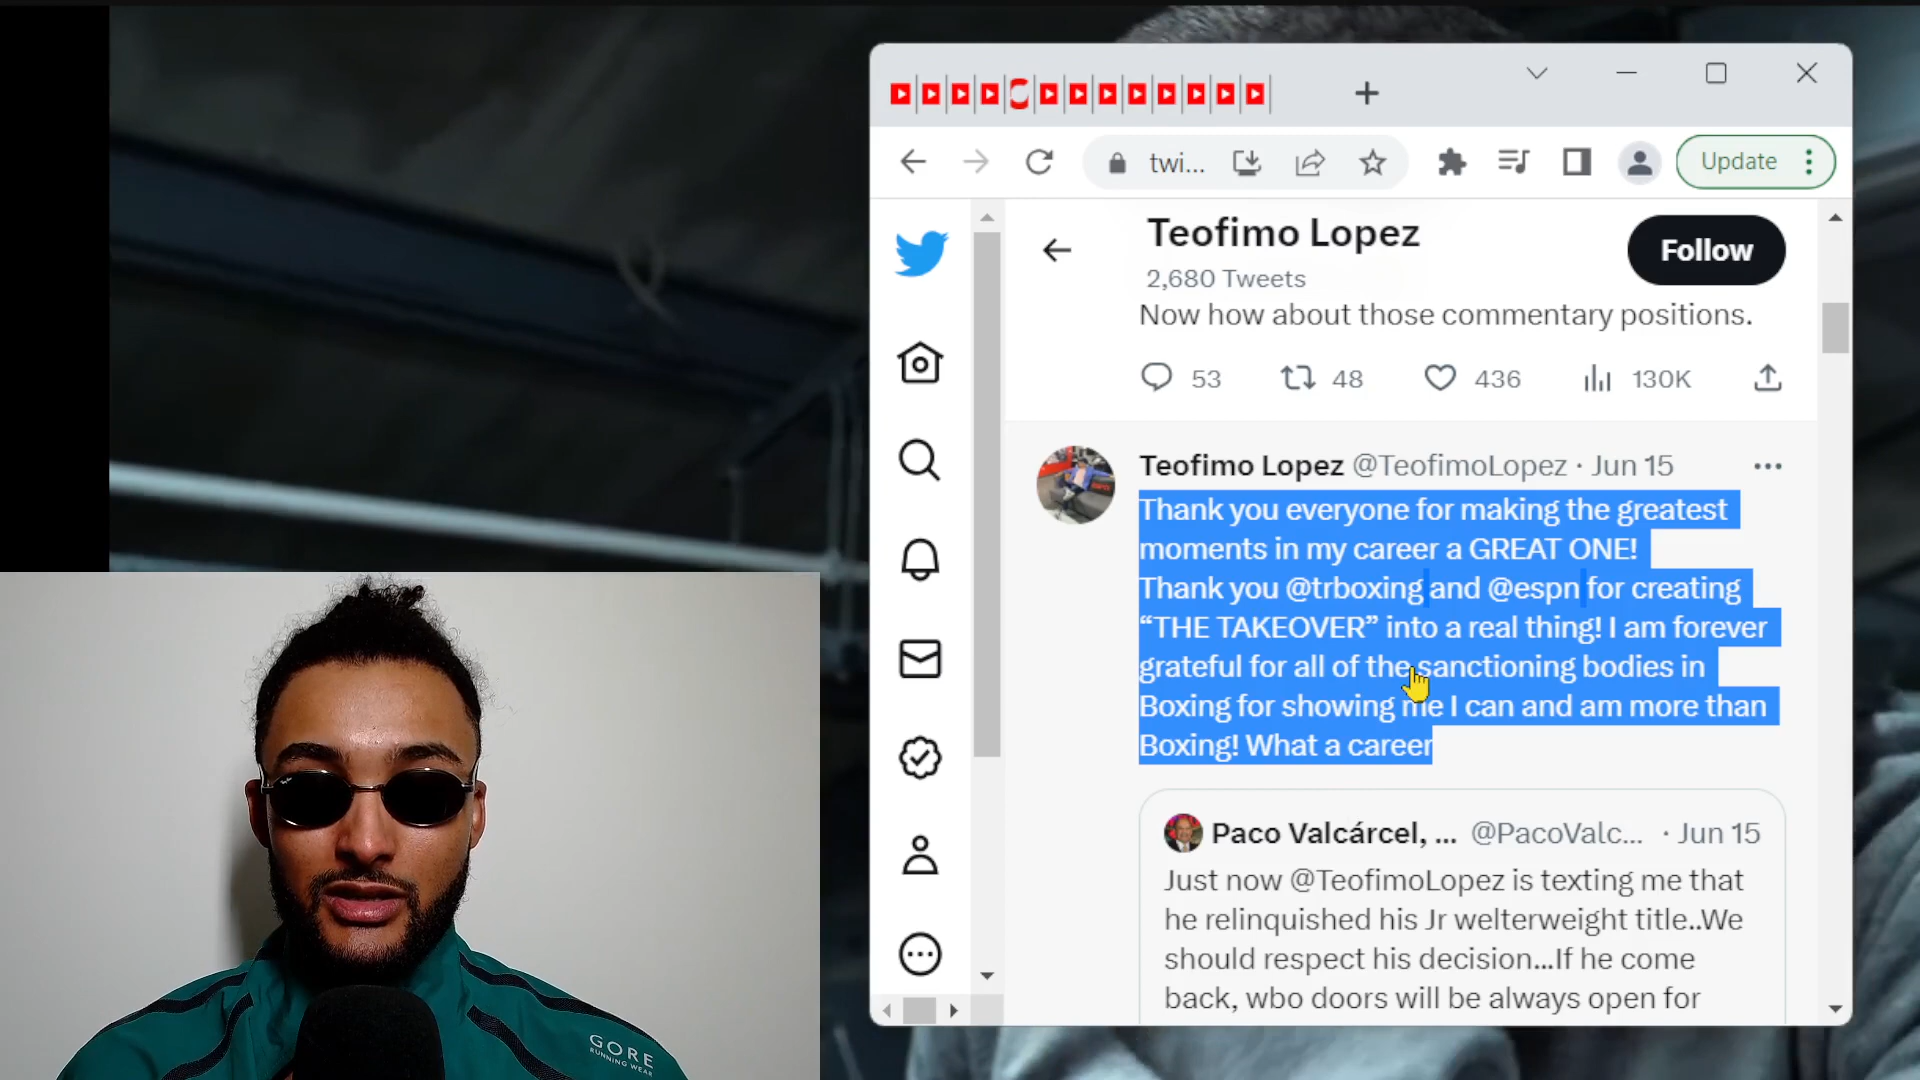 Update
twi...
Teofimo Lopez
2,680 Tweets
Follow
Now how about those commentary positions.
53
48
436
130K
Teofimo Lopez @TeofimoLopez · Jun 15
Thank you everyone for making the greatest
moments in my career a GREAT ONE!
Thank you @trboxing and @espn for creating
“THE TAKEOVER” into a real thing! I am forever
grateful for all of the sanctioning bodies in
Boxing for showing me I can and am more than
Boxing! What a career
Paco Valcárcel, ... @PacoValc... · Jun 15
Just now @TeofimoLopez is texting me that
he relinquished his Jr welterweight title..We
should respect his decision...If he come
back, wbo doors will be always open for
GORE
RUNNING WEAR